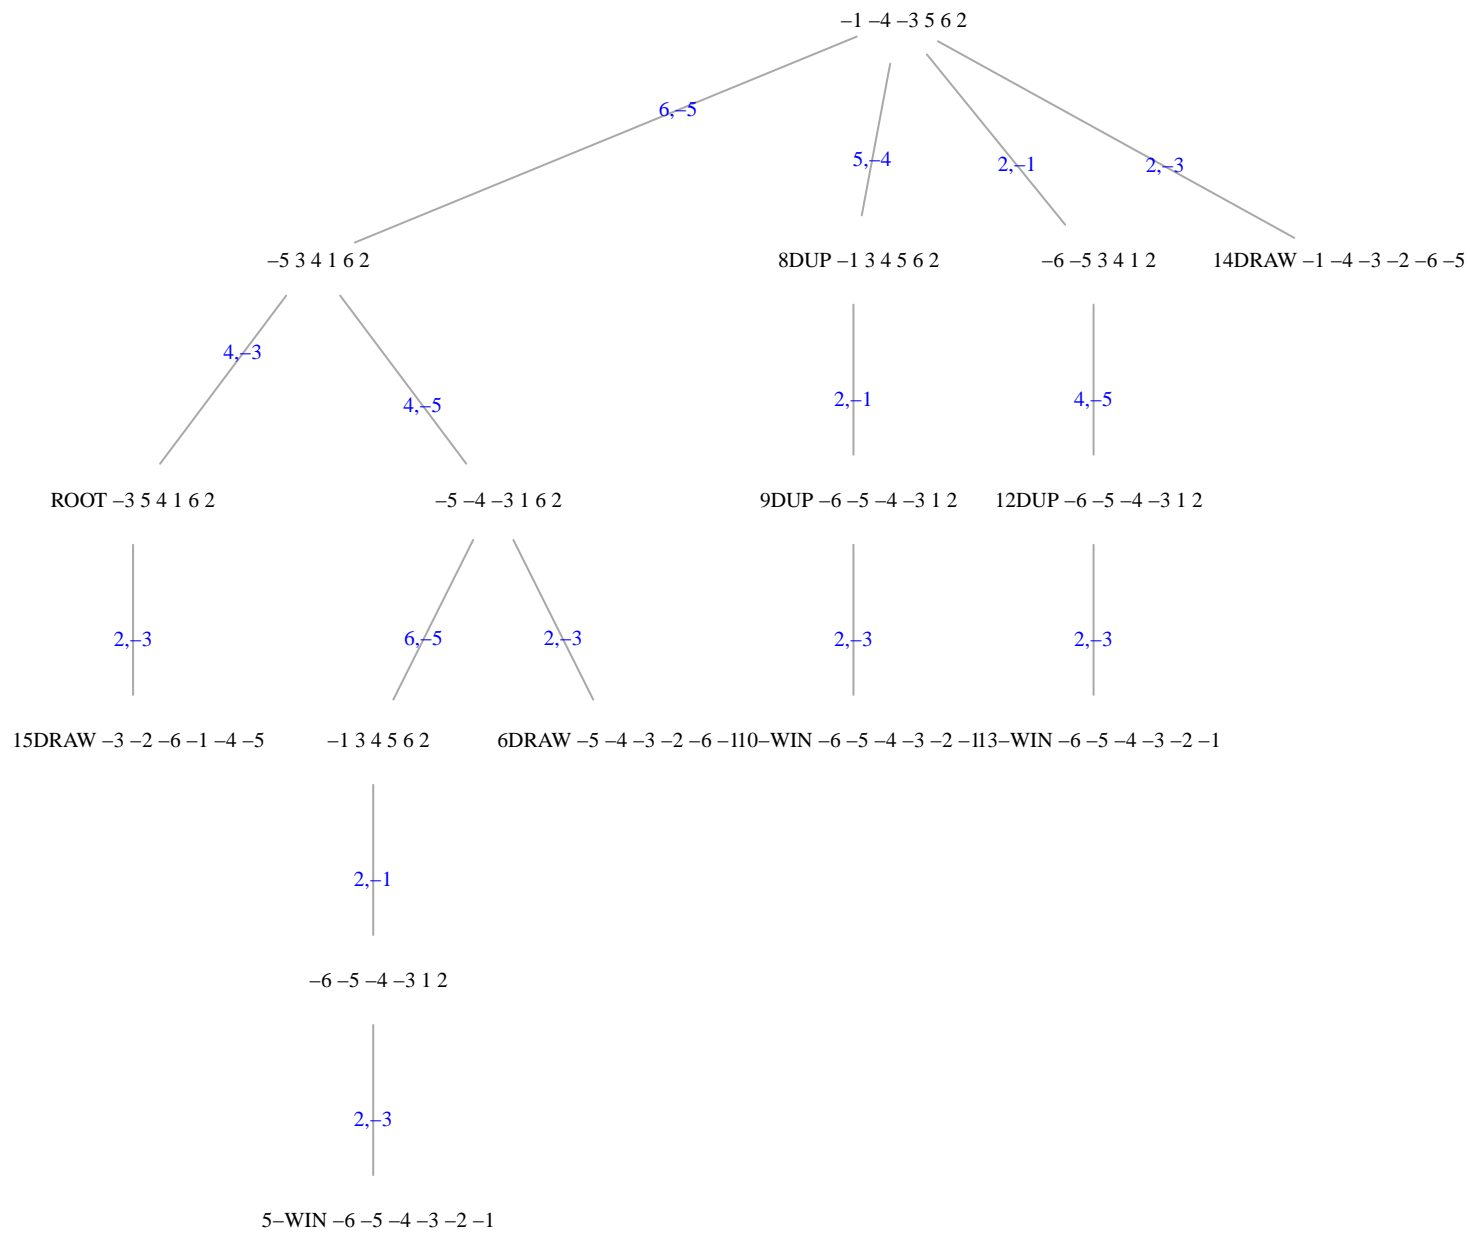 –1 –4 –3 5 6 2
6,–5
5,–4
2,–1
2,–3
–5 3 4 1 6 2
8DUP –1 3 4 5 6 2
–6 –5 3 4 1 2
14DRAW –1 –4 –3 –2 –6 –5
4,–3
4,–5
2,–1
4,–5
ROOT –3 5 4 1 6 2
–5 –4 –3 1 6 2
9DUP –6 –5 –4 –3 1 2
12DUP –6 –5 –4 –3 1 2
2,–3
6,–5
2,–3
2,–3
2,–3
15DRAW –3 –2 –6 –1 –4 –5
–1 3 4 5 6 2
6DRAW –5 –4 –3 –2 –6 –1
10–WIN –6 –5 –4 –3 –2 –1
13–WIN –6 –5 –4 –3 –2 –1
2,–1
–6 –5 –4 –3 1 2
2,–3
5–WIN –6 –5 –4 –3 –2 –1